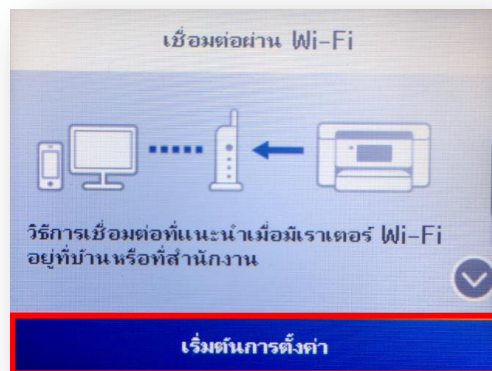 เชื่อมต่อผ่าน Wi-Fi
วิธีการเชื่อมต่อที่แนะนำเมื่อมีเราเตอร์ Wi-Fi
อยู่ที่บ้านหรือที่สำนักงาน
เริ่มต้นการตั้งค่า